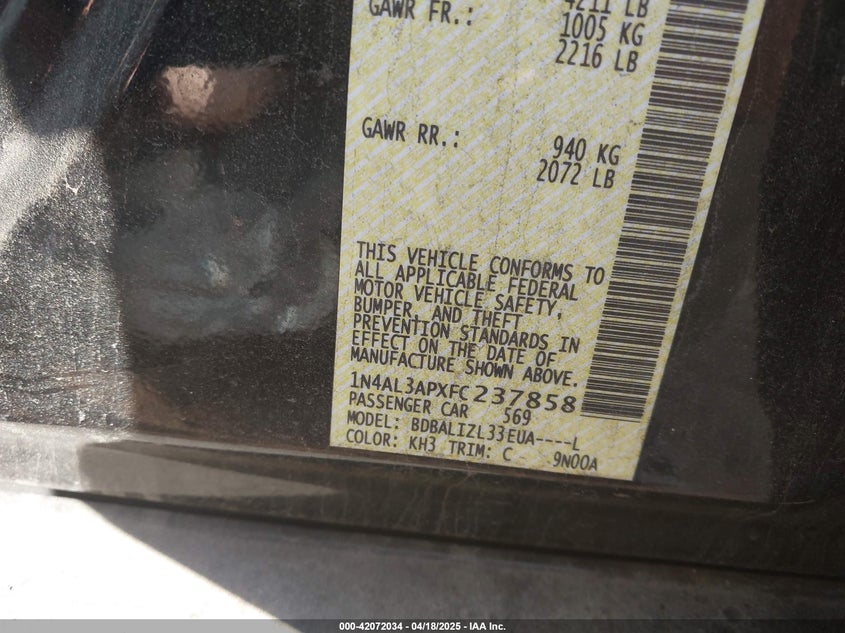 4211 LB
GAWR FR.: 1005 KG
2216 LB
GAWR RR.: 940 KG
2072 LB
THIS VEHICLE CONFORMS TO
ALL APPLICABLE FEDERAL
MOTOR VEHICLE SAFETY,
BUMPER, AND THEFT
PREVENTION STANDARDS IN
EFFECT ON THE DATE OF
MANUFACTURE SHOWN ABOVE.
1N4AL3APXFC237858
PASSENGER CAR 569
MODEL: BDBALIZL33EUA----L
COLOR: KH3 TRIM: C - 9N00A
000-42072034 - 04/18/2025 - IAA Inc.